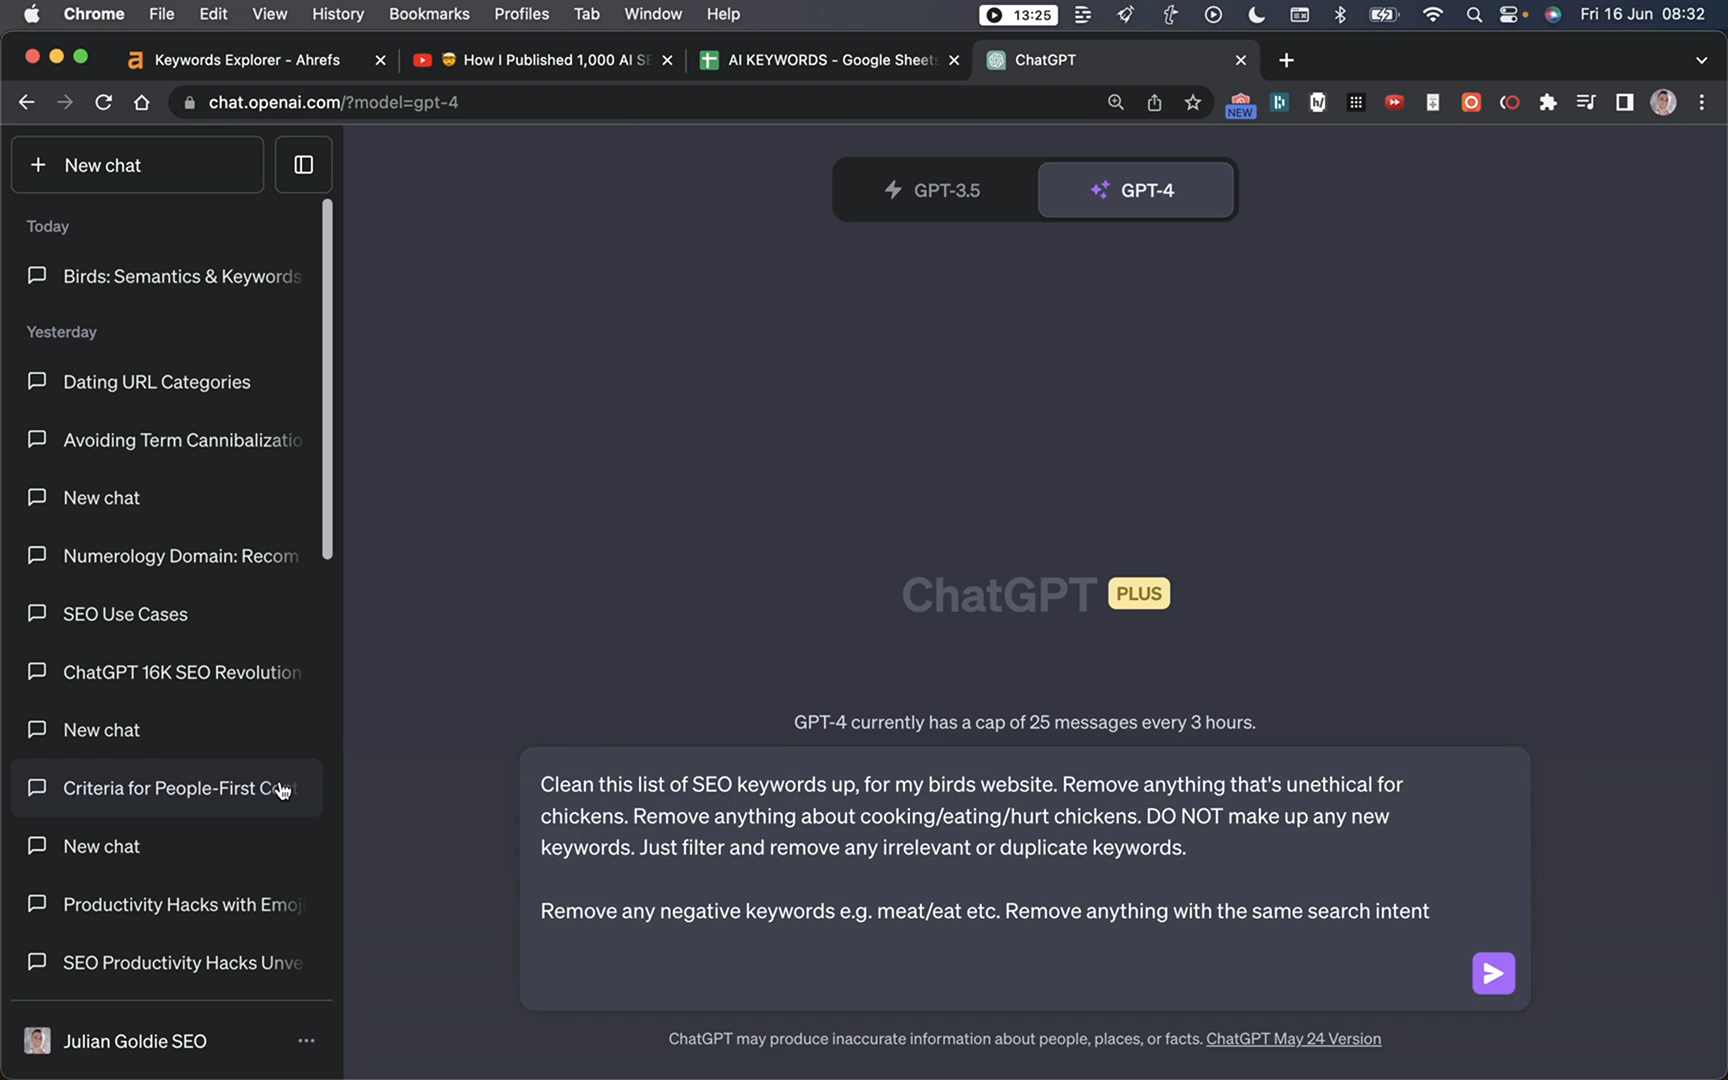 Chrome File Edit View History Bookmarks Profiles Tab Window Help 13:25 Fri 16 Jun 08:32
Keywords Explorer - Ahrefs How I Published 1,000 AI SE AI KEYWORDS - Google Sheets ChatGPT
chat.openai.com/?model=gpt-4 NEW
New chat
GPT-3.5 GPT-4
Today
Birds: Semantics & Keywords
Yesterday
Dating URL Categories
Avoiding Term Cannibalizatio
New chat
Numerology Domain: Recom
SEO Use Cases
ChatGPT 16K SEO Revolution
New chat
Criteria for People-First
New chat
Productivity Hacks with Emoji
SEO Productivity Hacks Unve
Julian Goldie SEO
ChatGPT PLUS
GPT-4 currently has a cap of 25 messages every 3 hours.
Clean this list of SEO keywords up, for my birds website. Remove anything that's unethical for
chickens. Remove anything about cooking/eating/hurt chickens. DO NOT make up any new
keywords. Just filter and remove any irrelevant or duplicate keywords.
Remove any negative keywords e.g. meat/eat etc. Remove anything with the same search intent
ChatGPT may produce inaccurate information about people, places, or facts. ChatGPT May 24 Version